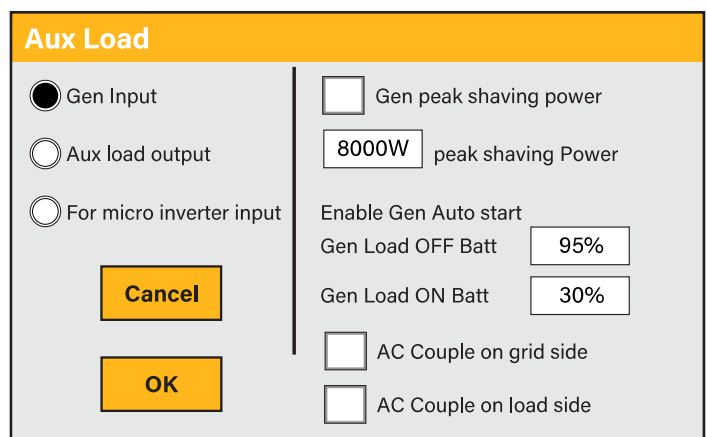 Aux Load
Gen Input
Aux load output
For micro inverter input
Cancel
OK
Gen peak shaving power
8000W peak shaving Power
Enable Gen Auto start
Gen Load OFF Batt 95%
Gen Load ON Batt 30%
AC Couple on grid side
AC Couple on load side